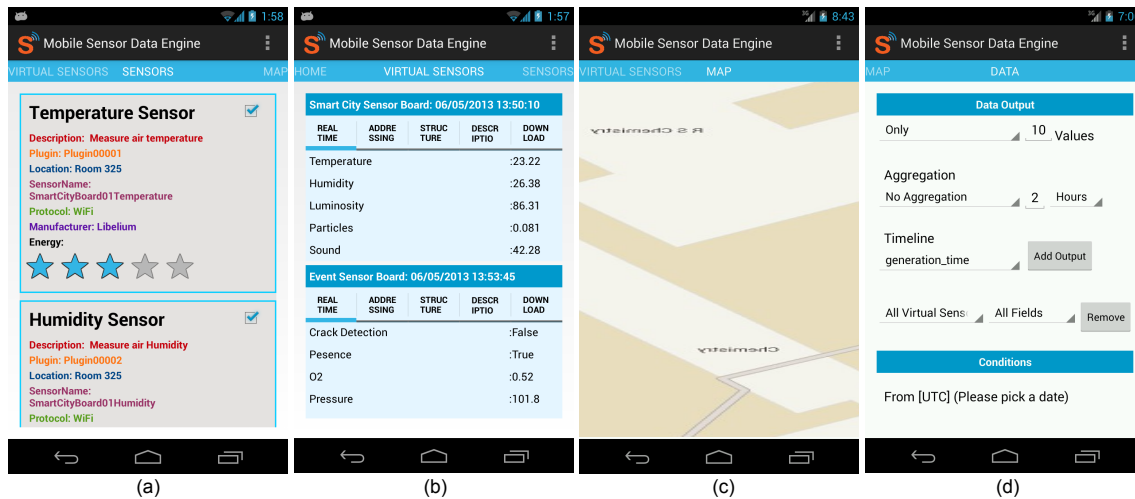 1:58
S Mobile Sensor Data Engine
VIRTUAL SENSORS SENSORS MAP
Temperature Sensor
Description: Measure air temperature
Plugin: Plugin00001
Location: Room 325
SensorName:
SmartCityBoard01Temperature
Protocol: WiFi
Manufacturer: Libelium
Energy:
Humidity Sensor
Description: Measure air Humidity
Plugin: Plugin00002
Location: Room 325
SensorName:
SmartCityBoard01Humidity
Protocol: WiFi
(a)
1:57
S Mobile Sensor Data Engine
HOME VIRTUAL SENSORS SENSORS
Smart City Sensor Board: 06/05/2013 13:50:10
REAL ADDRE STRUC DESCR DOWN
TIME SSING TURE IPTIO LOAD
Temperature :23.22
Humidity :26.38
Luminosity :86.31
Particles :0.081
Sound :42.28
Event Sensor Board: 06/05/2013 13:53:45
REAL ADDRE STRUC DESCR DOWN
TIME SSING TURE IPTIO LOAD
Crack Detection :False
Pesence :True
O2 :0.52
Pressure :101.8
(b)
3G 8:43
S Mobile Sensor Data Engine
VIRTUAL SENSORS MAP
R S Chemistry
Chemistry
(c)
3G 7:0
S Mobile Sensor Data Engine
MAP DATA
Data Output
Only 10 Values
Aggregation
No Aggregation 2 Hours
Timeline
generation_time Add Output
All Virtual Sens All Fields Remove
Conditions
From [UTC] (Please pick a date)
(d)